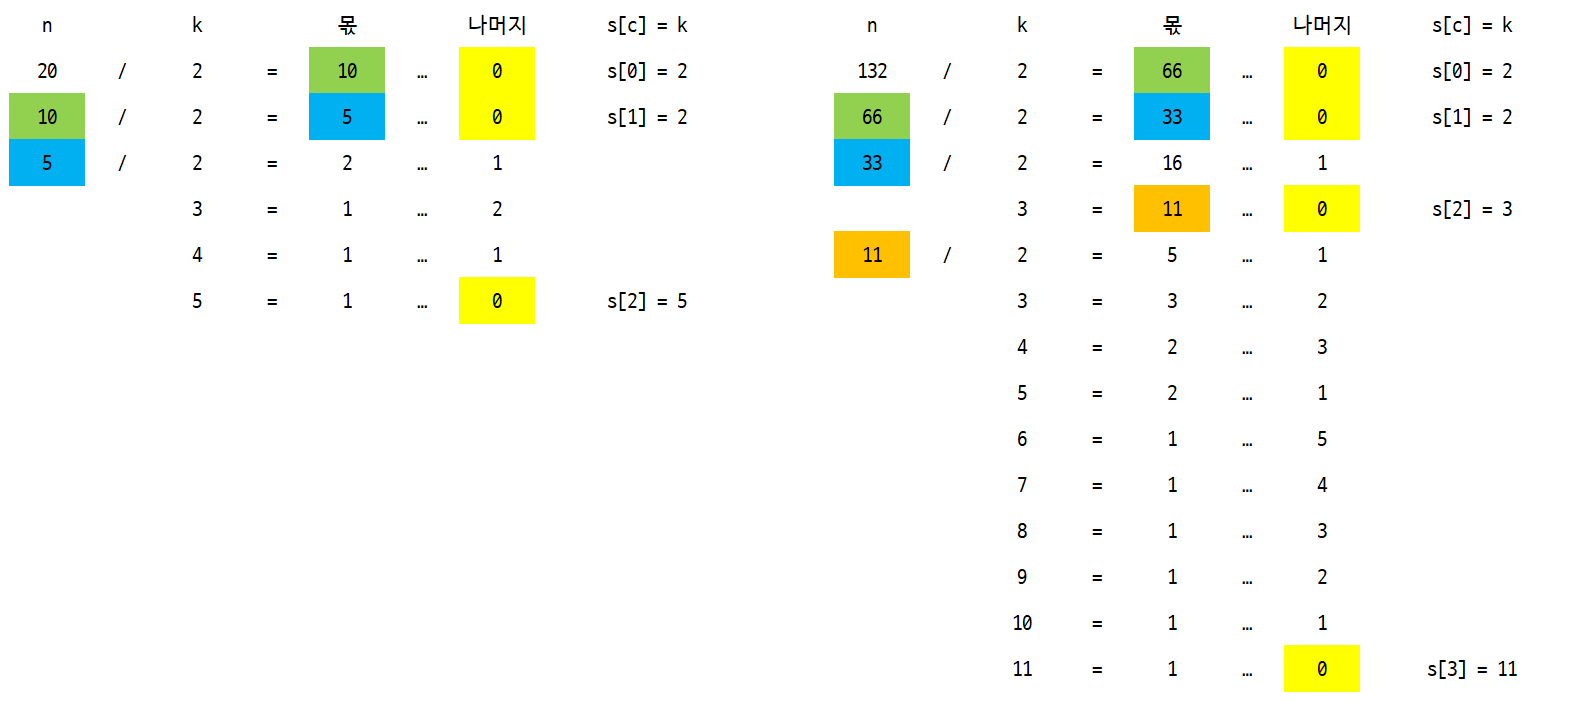 n k 몫 나머지 s[c] = k n k 몫 나머지 s[c] = k
20 / 2 = 10 … 0 s[0] = 2 132 / 2 = 66 … 0 s[0] = 2
10 / 2 = 5 … 0 s[1] = 2 66 / 2 = 33 … 0 s[1] = 2
5 / 2 = 2 … 1 33 / 2 = 16 … 1
3 = 1 … 2 3 = 11 … 0 s[2] = 3
4 = 1 … 1 11 / 2 = 5 … 1
5 = 1 … 0 s[2] = 5 3 = 3 … 2
4 = 2 … 3
5 = 2 … 1
6 = 1 … 5
7 = 1 … 4
8 = 1 … 3
9 = 1 … 2
10 = 1 … 1
11 = 1 … 0 s[3] = 11